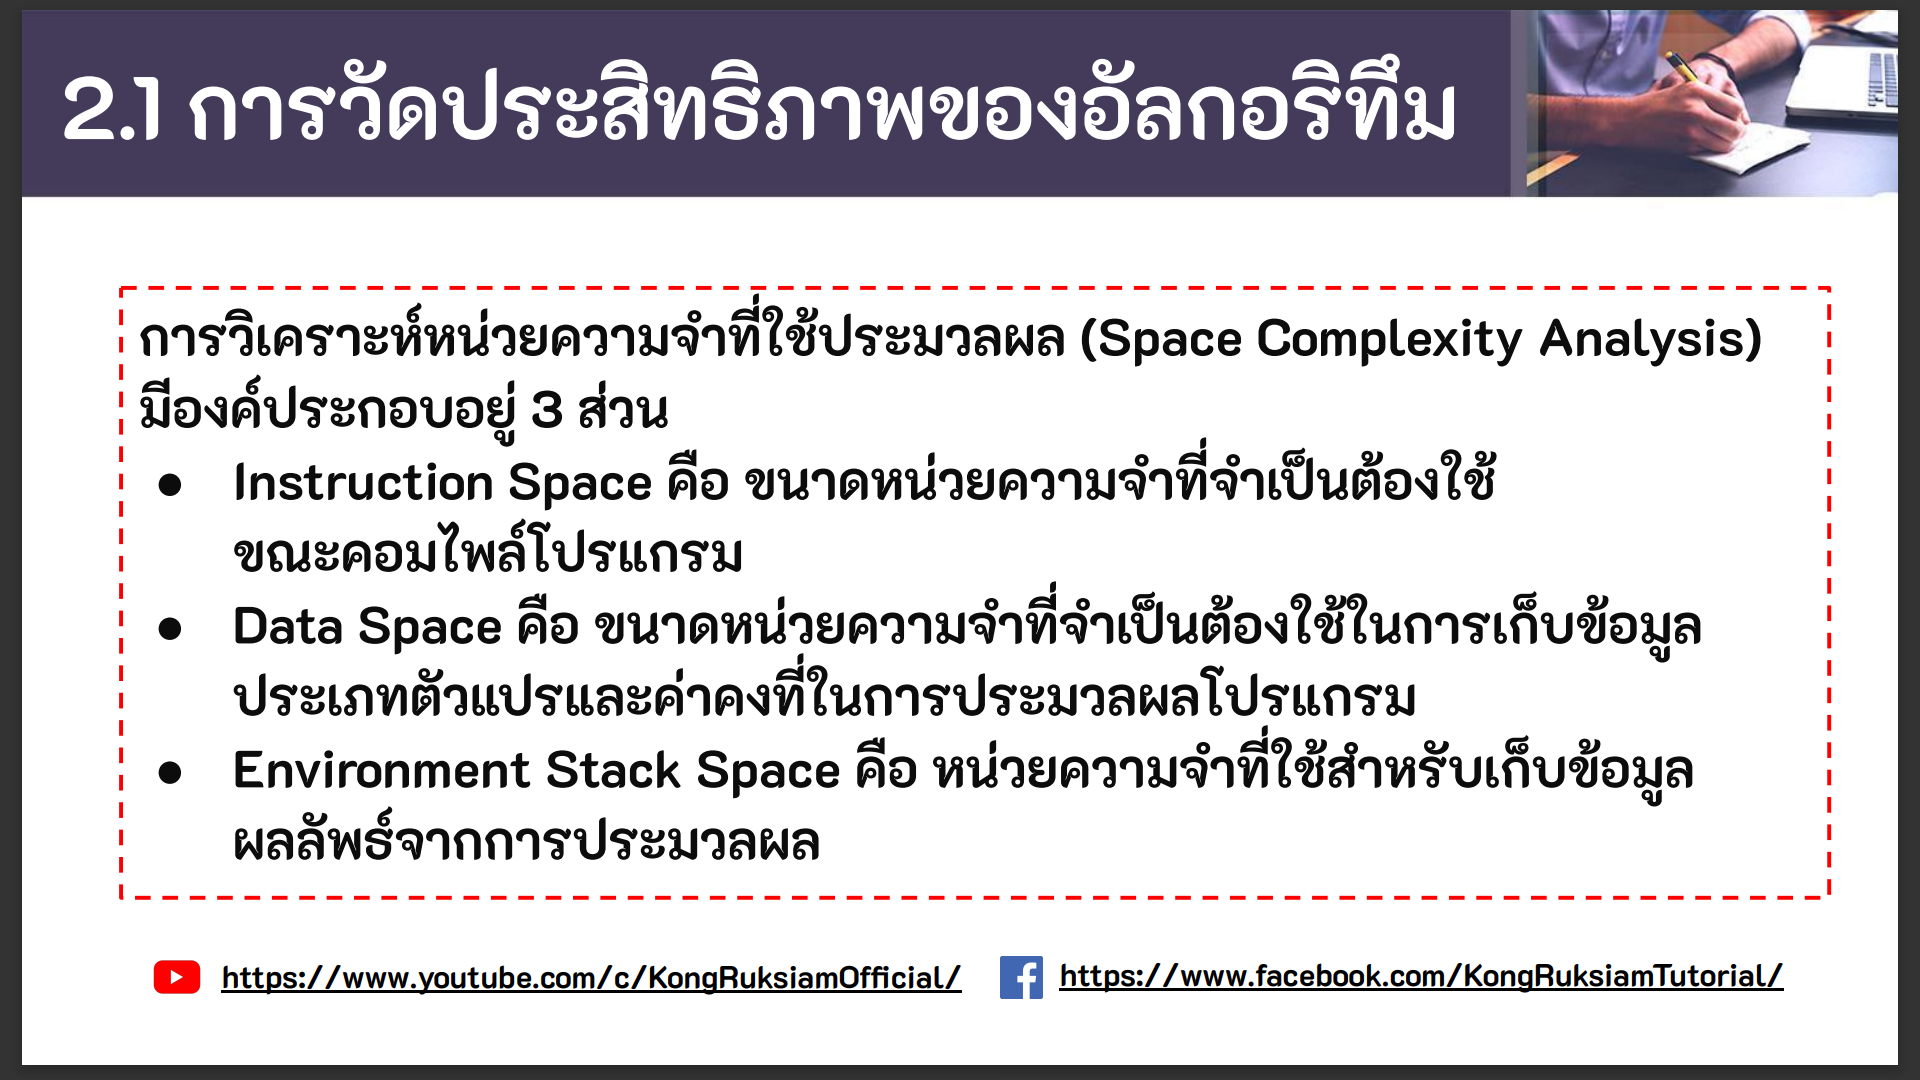 2.1 การวัดประสิทธิภาพของอัลกอริทึม
การวิเคราะห์หน่วยความจำที่ใช้ประมวลผล (Space Complexity Analysis)
มีองค์ประกอบอยู่ 3 ส่วน
● Instruction Space คือ ขนาดหน่วยความจำที่จำเป็นต้องใช้
ขณะคอมไพล์โปรแกรม
● Data Space คือ ขนาดหน่วยความจำที่จำเป็นต้องใช้ในการเก็บข้อมูล
ประเภทตัวแปรและค่าคงที่ในการประมวลผลโปรแกรม
● Environment Stack Space คือ หน่วยความจำที่ใช้สำหรับเก็บข้อมูล
ผลลัพธ์จากการประมวลผล
https://www.youtube.com/c/KongRuksiamOfficial/
https://www.facebook.com/KongRuksiamTutorial/